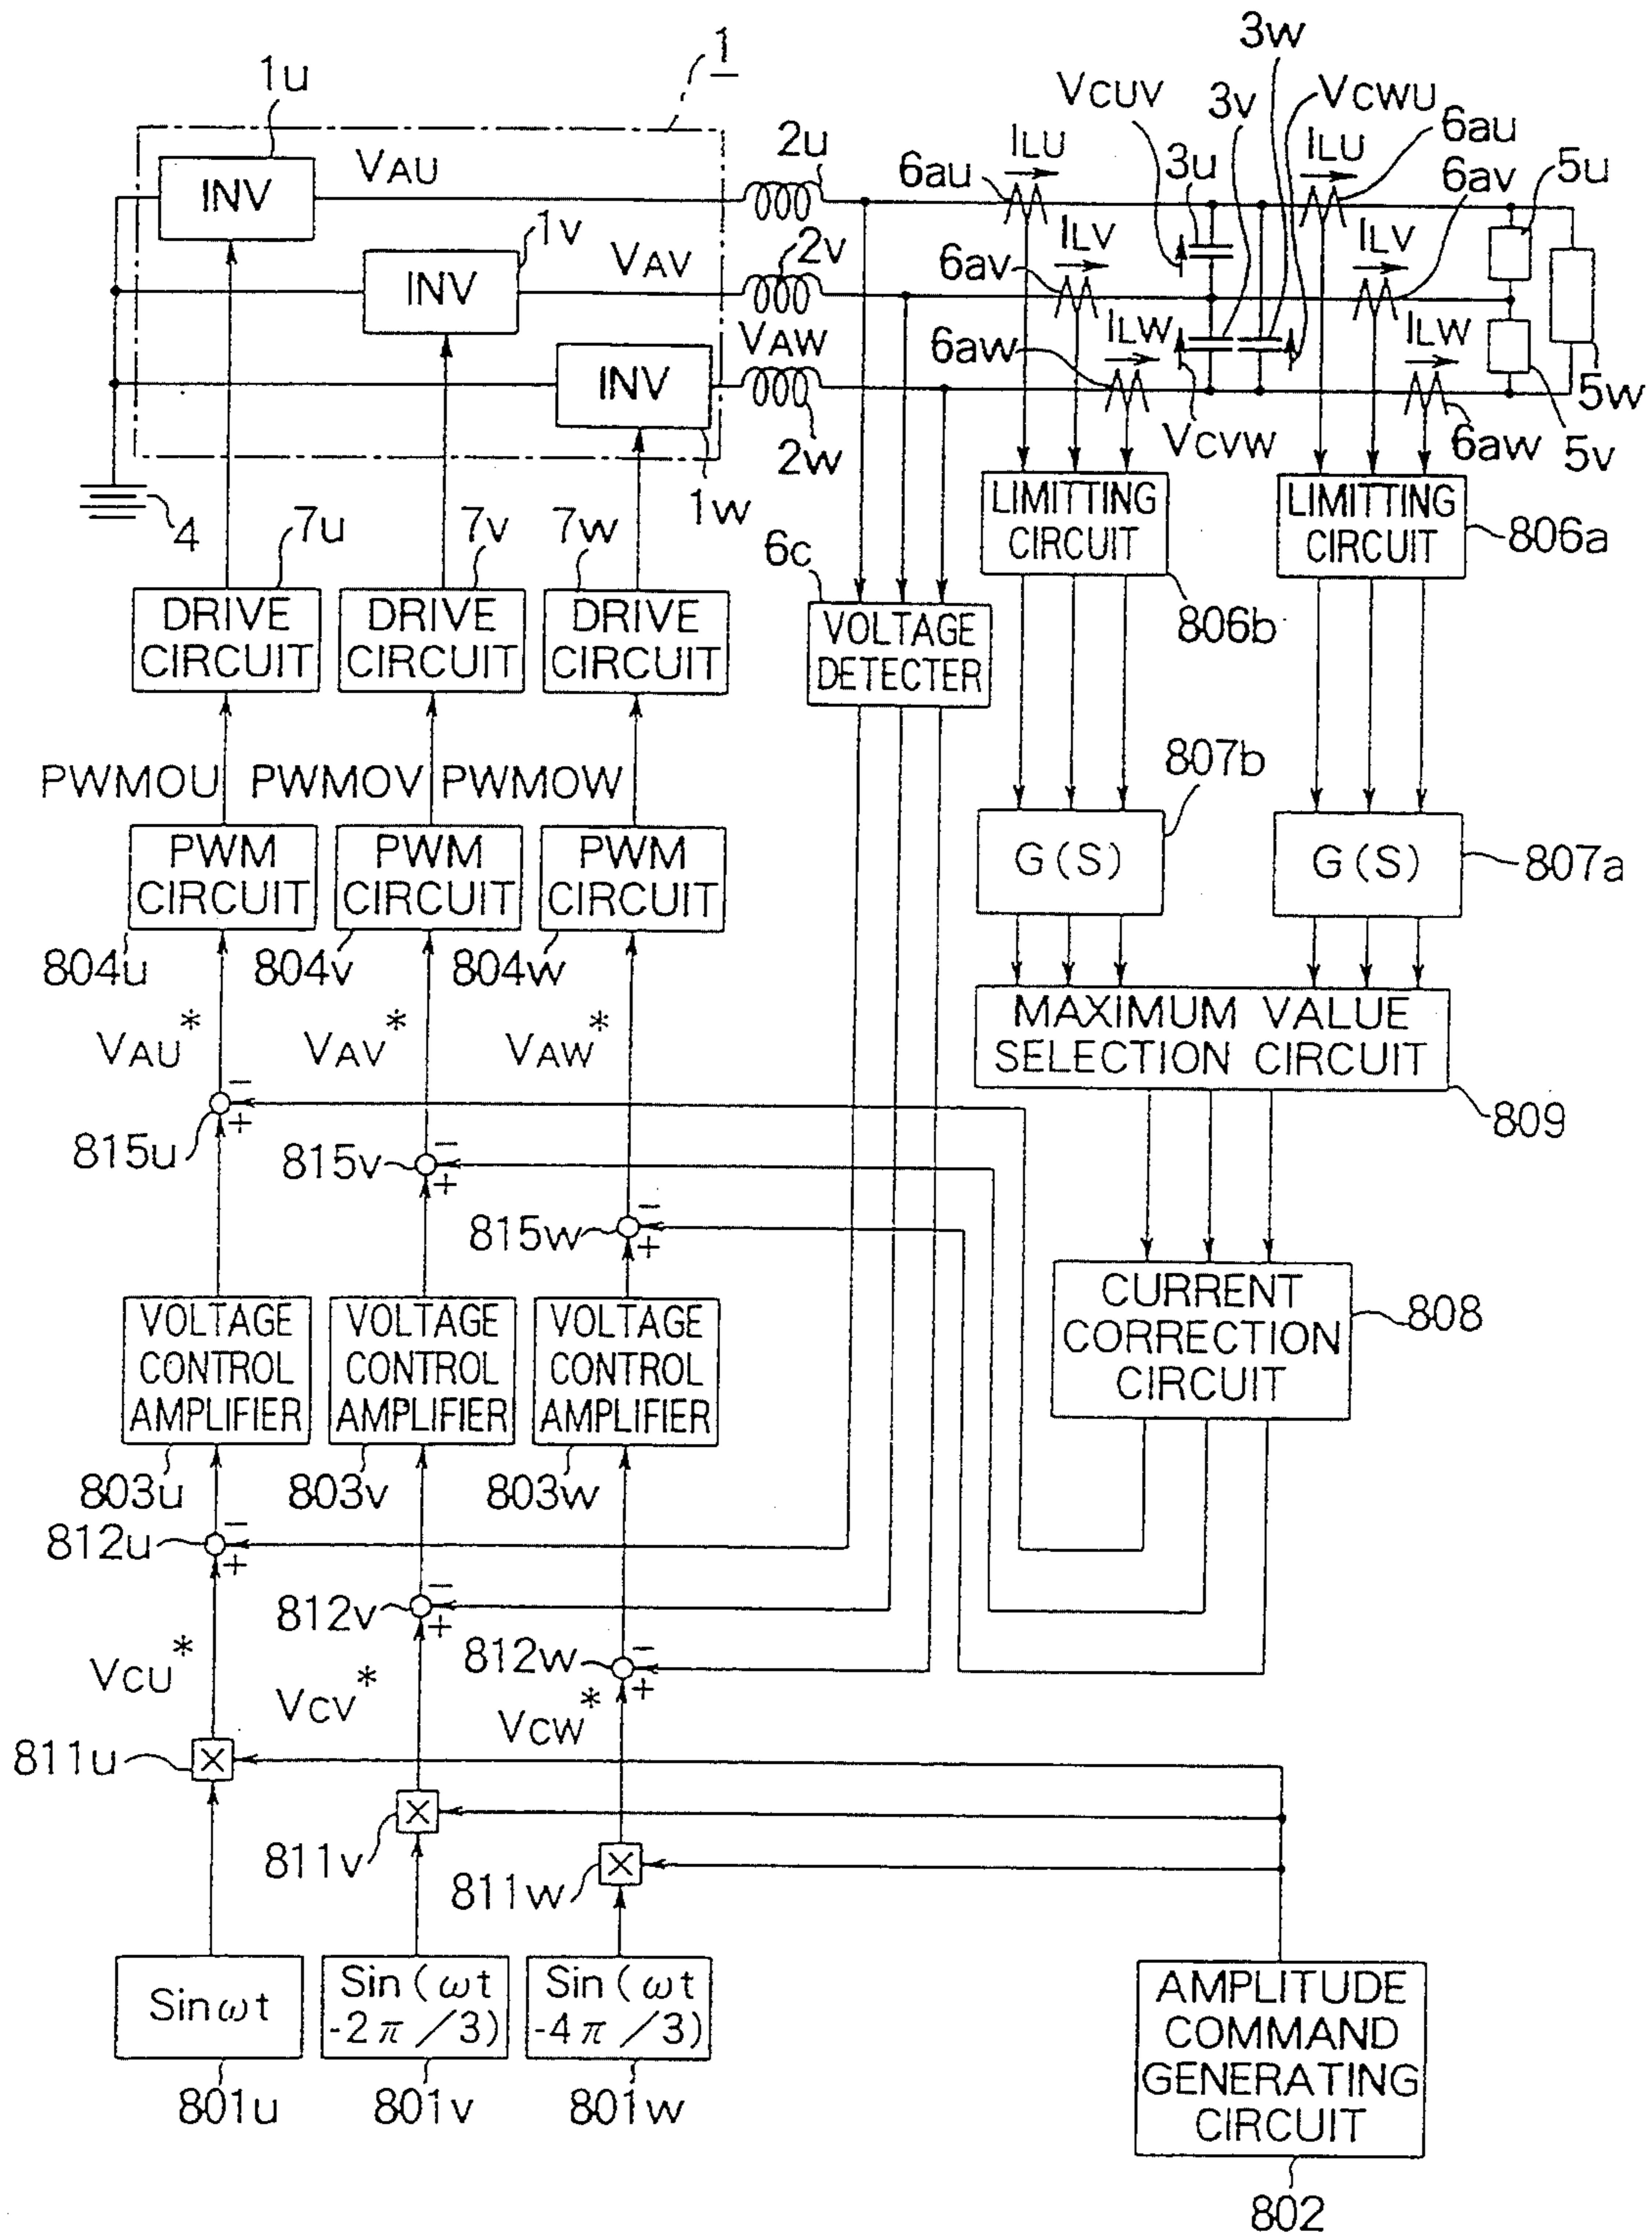 3w
1
1u
VCUV
3v
VCWU
2u
ILU
ILU
6au
VAU
6au
3u
6av
5u
INV
1v
2v
ILV
ILV
VAV
6av
INV
VAW
ILW
ILW
6aw
INV
5w
VCVW
6aw
5v
2w
1w
4
7u
7v
7w
6c
LIMITTING
CIRCUIT
LIMITTING
CIRCUIT
806a
806b
DRIVE
CIRCUIT
DRIVE
CIRCUIT
DRIVE
CIRCUIT
VOLTAGE
DETECTER
PWMOU
PWMOV
PWMOW
807b
PWM
CIRCUIT
PWM
CIRCUIT
PWM
CIRCUIT
G(S)
G(S)
807a
804u
804v
804w
MAXIMUM VALUE
SELECTION CIRCUIT
809
VAU*
VAV*
VAW*
−
+
815u
−
+
815v
−
+
815w
VOLTAGE
CONTROL
AMPLIFIER
VOLTAGE
CONTROL
AMPLIFIER
VOLTAGE
CONTROL
AMPLIFIER
CURRENT
CORRECTION
CIRCUIT
808
803u
803v
803w
−
+
812u
−
+
812v
−
+
812w
VCU*
VCV*
VCW*
811u
×
811v
×
811w
×
Sinωt
Sin(ωt
-2π/3)
Sin(ωt
-4π/3)
AMPLITUDE
COMMAND
GENERATING
CIRCUIT
801u
801v
801w
802